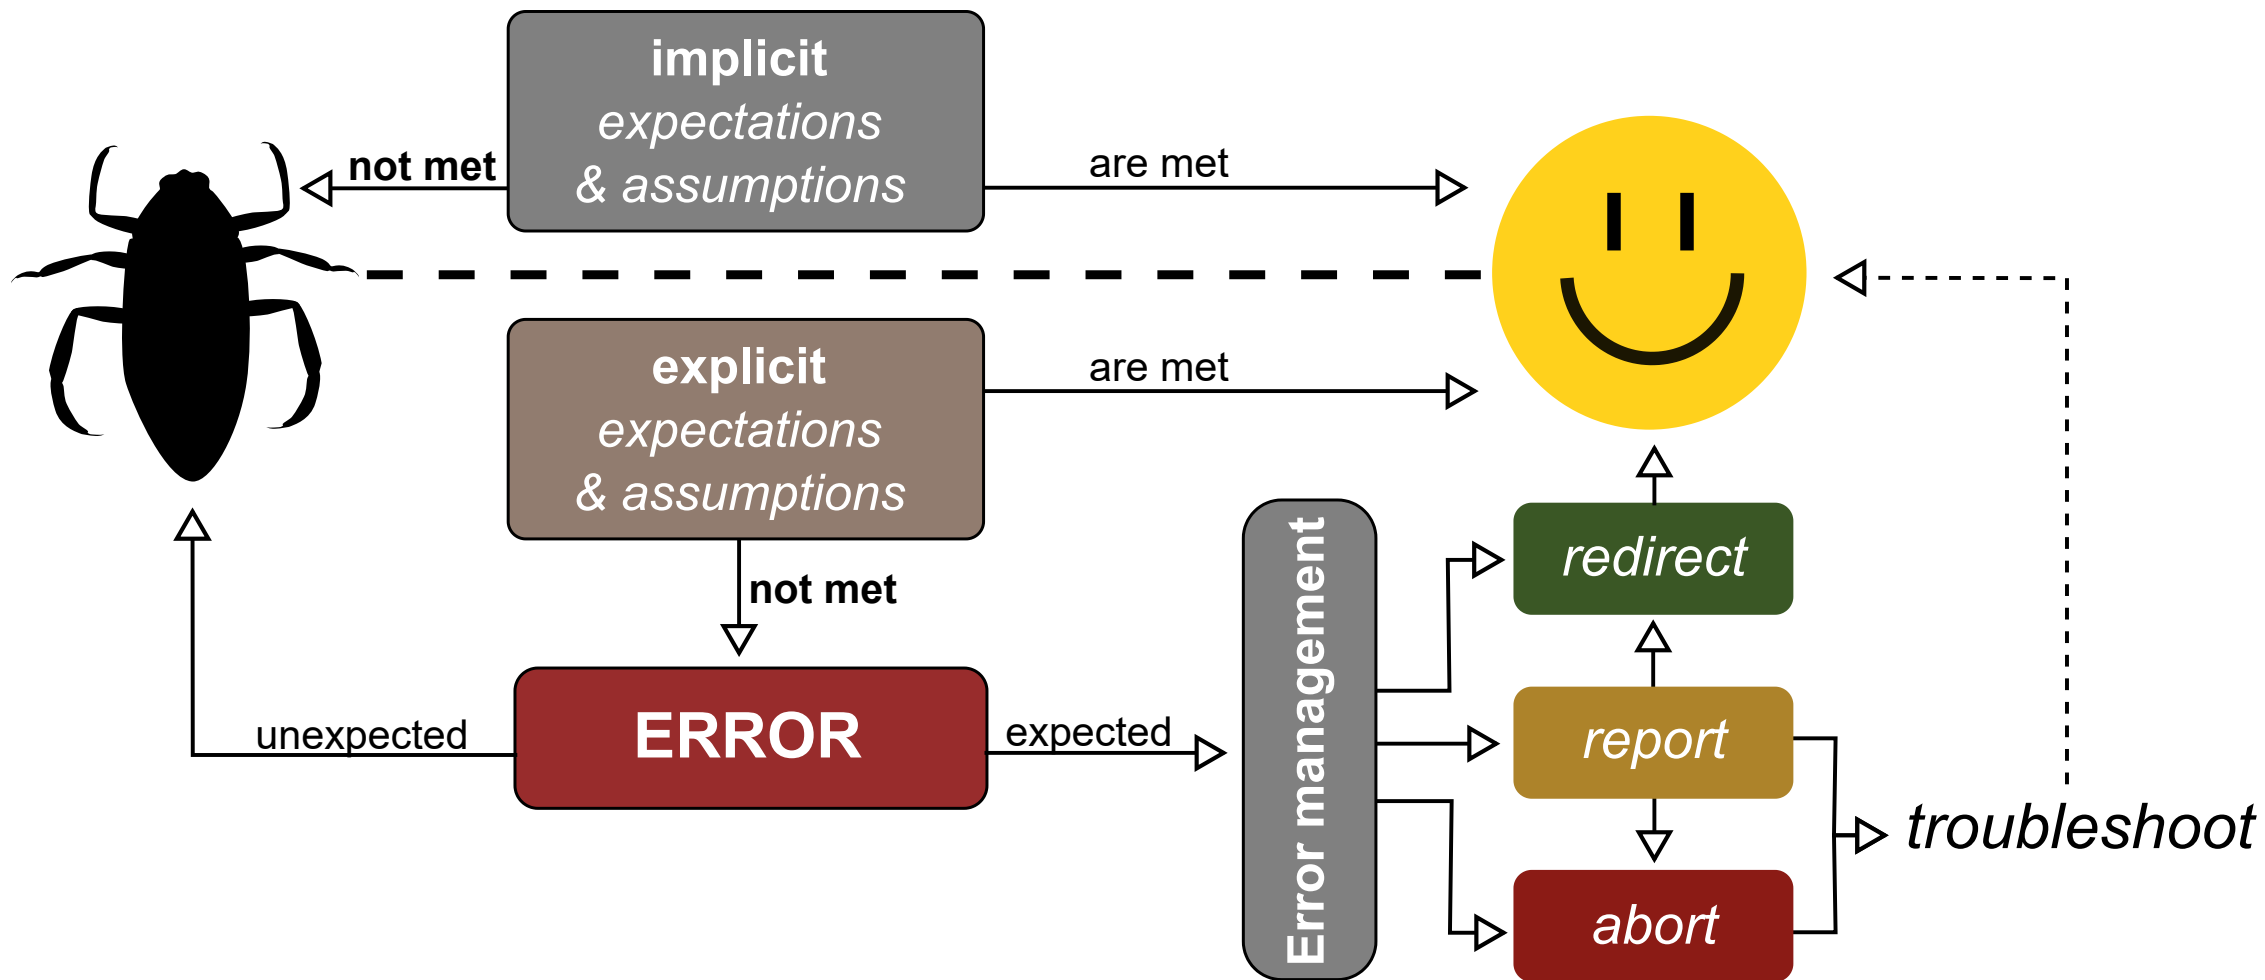 implicit
expectations
& assumptions
not met
are met
explicit
expectations
& assumptions
are met
not met
ERROR
unexpected
expected
Error management
redirect
report
abort
troubleshoot